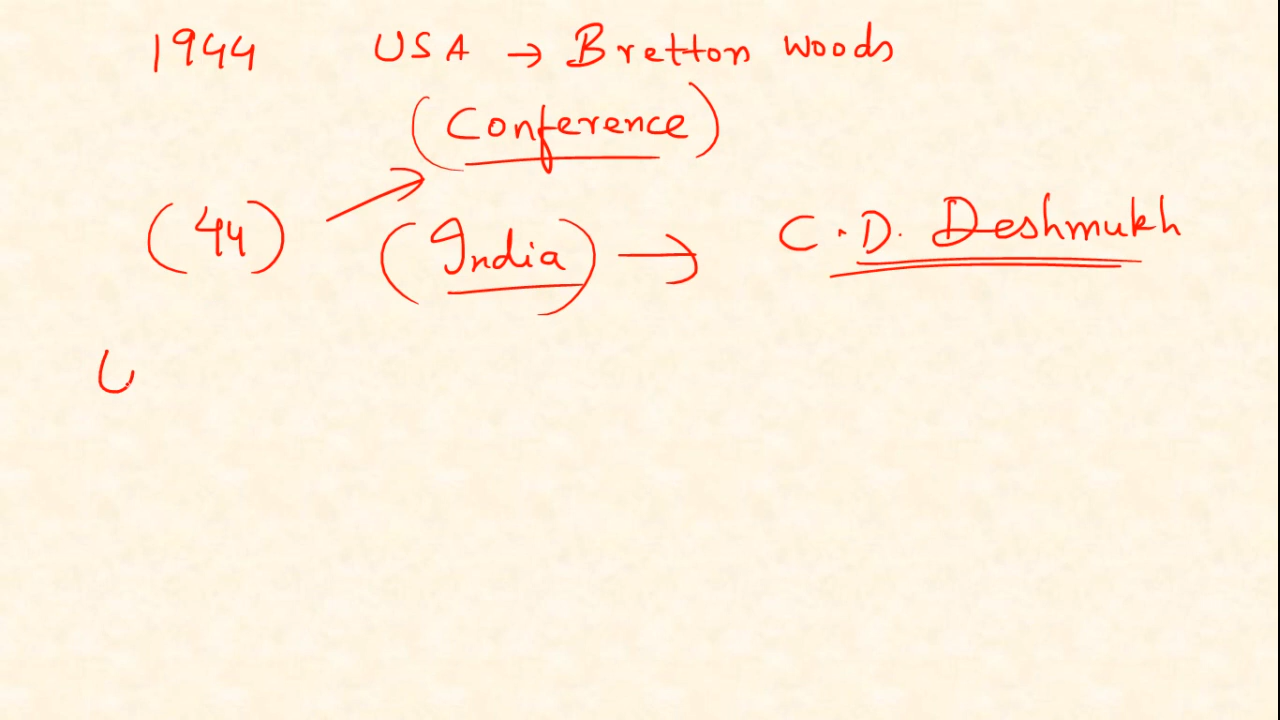 1944 USA → Bretton woods
(Conference)
(44) (India) → C.D. Deshmukh
U